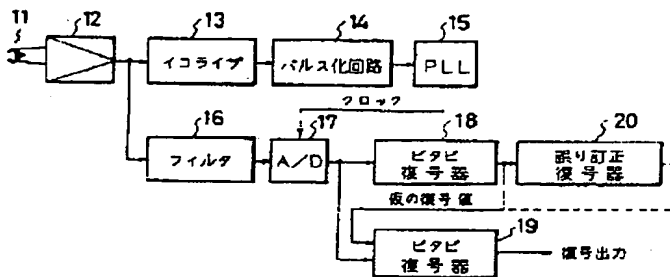 11
12
13
イコライザ
14
パルス化回路
15
PLL
クロック
16
フィルタ
17
A/D
18
ビタビ
復号器
20
誤り訂正
復号器
仮の復号値
19
ビタビ
復号器
復号出力